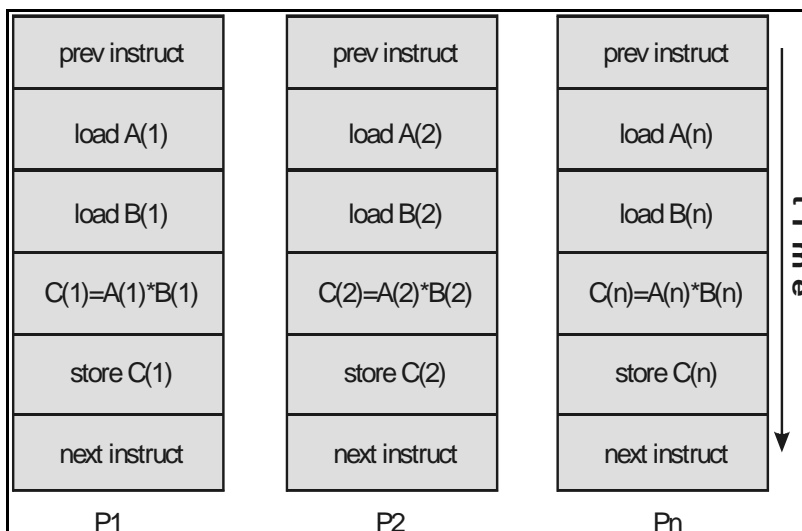 prev instruct
load A(1)
load B(1)
C(1)=A(1)*B(1)
store C(1)
next instruct
P1
prev instruct
load A(2)
load B(2)
C(2)=A(2)*B(2)
store C(2)
next instruct
P2
prev instruct
load A(n)
load B(n)
C(n)=A(n)*B(n)
store C(n)
next instruct
Pn
time